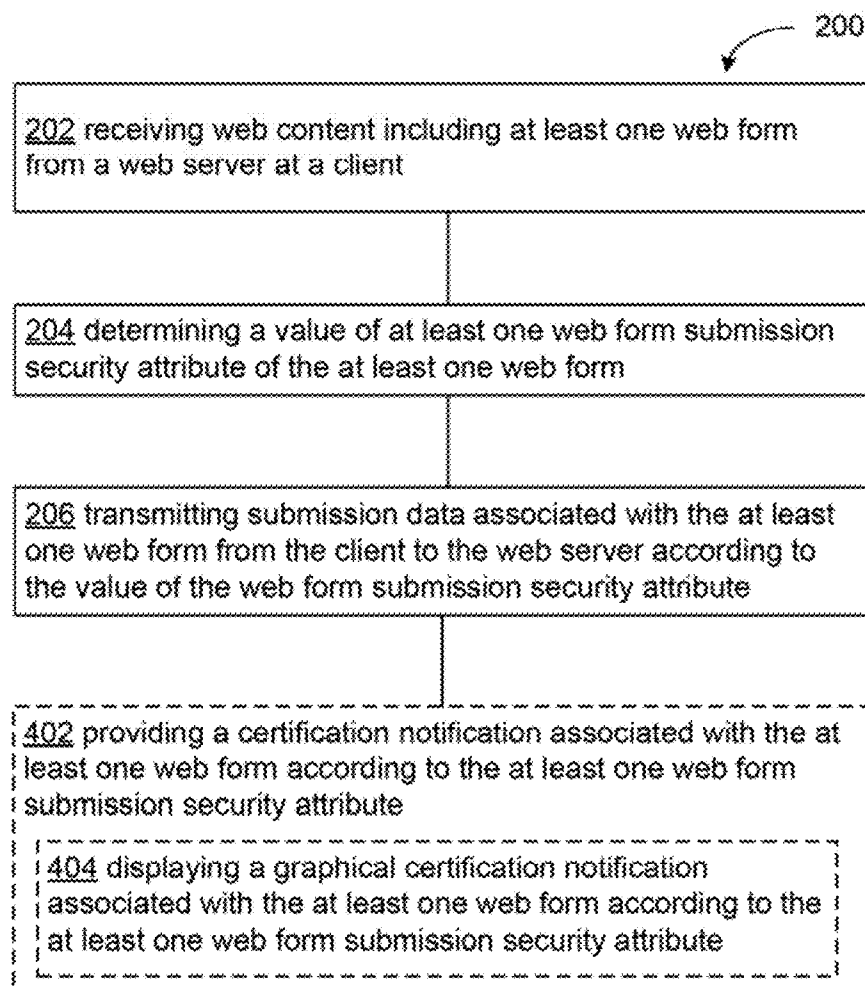 200
202 receiving web content including at least one web form
from a web server at a client
204 determining a value of at least one web form submission
security attribute of the at least one web form
206 transmitting submission data associated with the at least
one web form from the client to the web server according to
the value of the web form submission security attribute
402 providing a certification notification associated with the at
least one web form according to the at least one web form
submission security attribute
404 displaying a graphical certification notification
associated with the at least one web form according to the
at least one web form submission security attribute